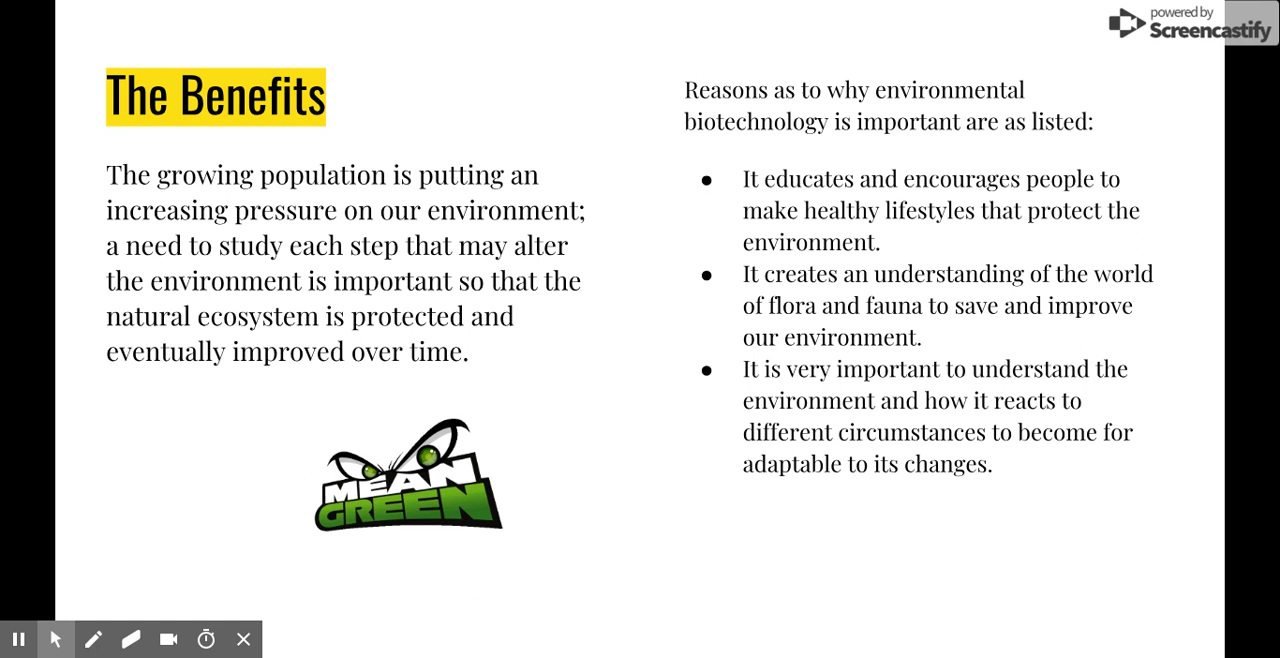 powered by
Screencastify
The Benefits
The growing population is putting an
increasing pressure on our environment;
a need to study each step that may alter
the environment is important so that the
natural ecosystem is protected and
eventually improved over time.
MEAN
GREEN
Reasons as to why environmental
biotechnology is important are as listed:
● It educates and encourages people to
make healthy lifestyles that protect the
environment.
● It creates an understanding of the world
of flora and fauna to save and improve
our environment.
● It is very important to understand the
environment and how it reacts to
different circumstances to become for
adaptable to its changes.